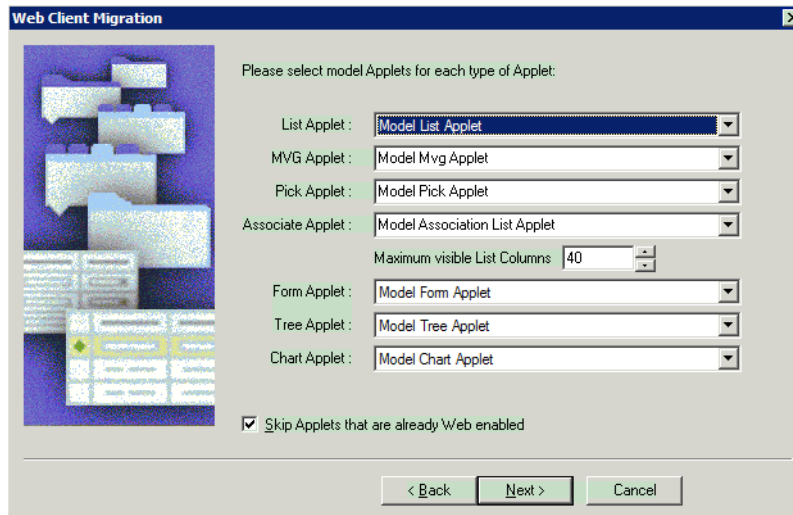 Web Client Migration
Please select model Applets for each type of Applet:
List Applet : Model List Applet
MVG Applet : Model Mvg Applet
Pick Applet : Model Pick Applet
Associate Applet : Model Association List Applet
Maximum visible List Columns 40
Form Applet : Model Form Applet
Tree Applet : Model Tree Applet
Chart Applet : Model Chart Applet
Skip Applets that are already Web enabled
< Back Next > Cancel